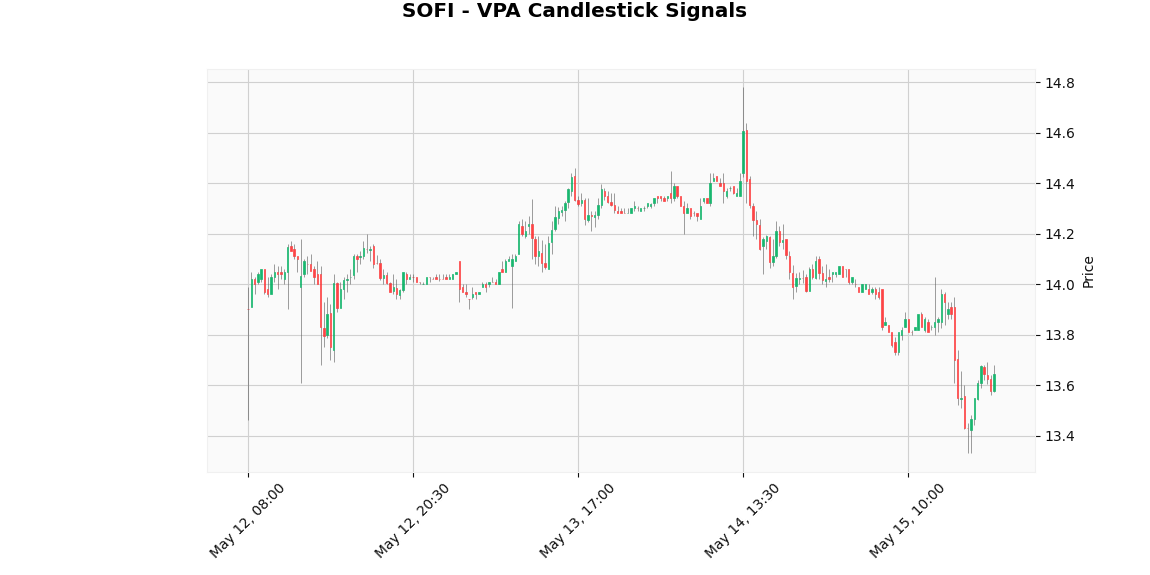 SOFI - VPA Candlestick Signals
14.8
14.6
14.4
14.2
14.0
13.8
13.6
13.4
Price
May 12, 08:00
May 12, 20:30
May 13, 17:00
May 14, 13:30
May 15, 10:00